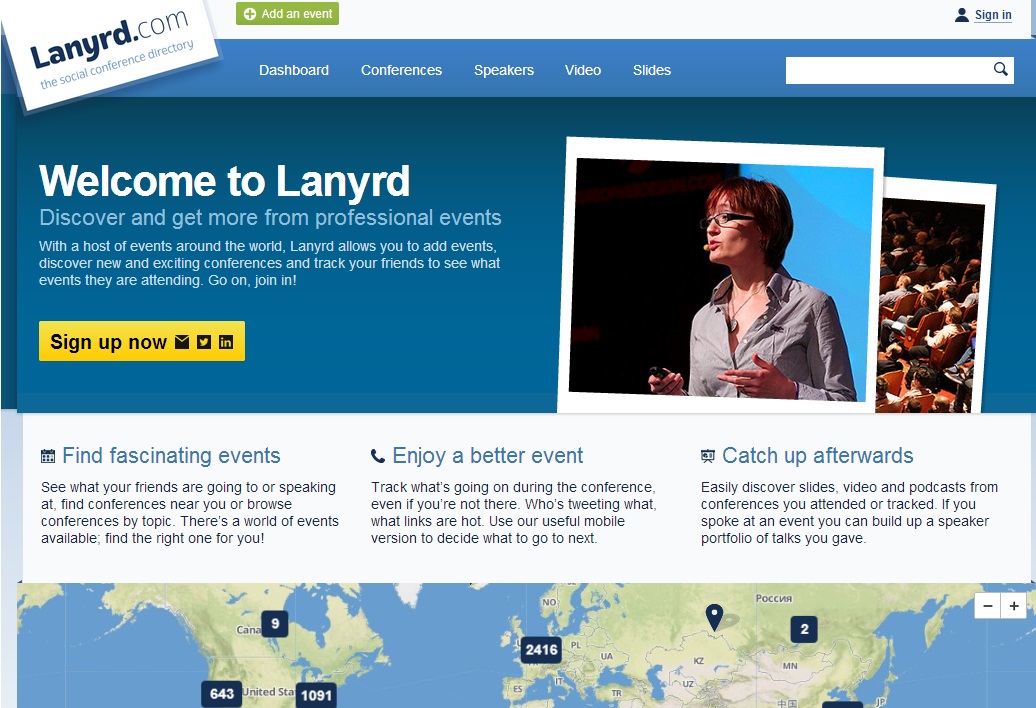 Add an event
Sign in
Lanyrd.com
the social conference directory
Dashboard Conferences Speakers Video Slides
Welcome to Lanyrd
Discover and get more from professional events
With a host of events around the world, Lanyrd allows you to add events,
discover new and exciting conferences and track your friends to see what
events they are attending. Go on, join in!
Sign up now
Find fascinating events
See what your friends are going to or speaking
at, find conferences near you or browse
conferences by topic. There's a world of events
available; find the right one for you!
Enjoy a better event
Track what's going on during the conference,
even if you're not there. Who's tweeting what,
what links are hot. Use our useful mobile
version to decide what to go to next.
Catch up afterwards
Easily discover slides, video and podcasts from
conferences you attended or tracked. If you
spoke at an event you can build up a speaker
portfolio of talks you gave.
NO
Россия
Cana
9
2
2416
PL
UA
KZ
MN
643
United Sta
1091
ES
IT
TR
UZ
中国
JP